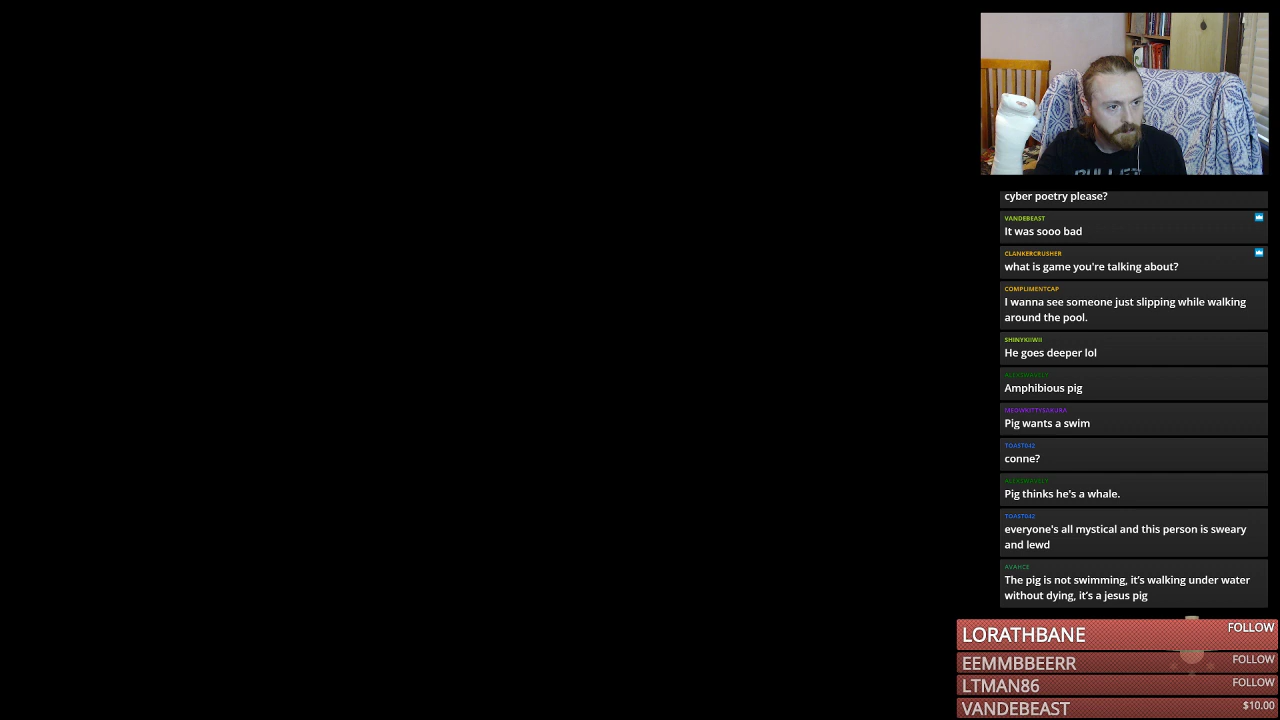 BULLET
cyber poetry please?
VANDEBEAST
It was sooo bad
CLANKERCRUSHER
what is game you're talking about?
COMPLIMENTCAP
I wanna see someone just slipping while walking
around the pool.
SHINYKIIWII
He goes deeper lol
Amphibious pig
MEOWKITTYSAKURA
Pig wants a swim
TOAST042
conne?
Pig thinks he's a whale.
TOAST042
everyone's all mystical and this person is sweary
and lewd
AVAHCE
The pig is not swimming, it’s walking under water
without dying, it’s a jesus pig
LORATHBANE FOLLOW
EEMMBBEERR FOLLOW
LTMAN86 FOLLOW
VANDEBEAST $10.00